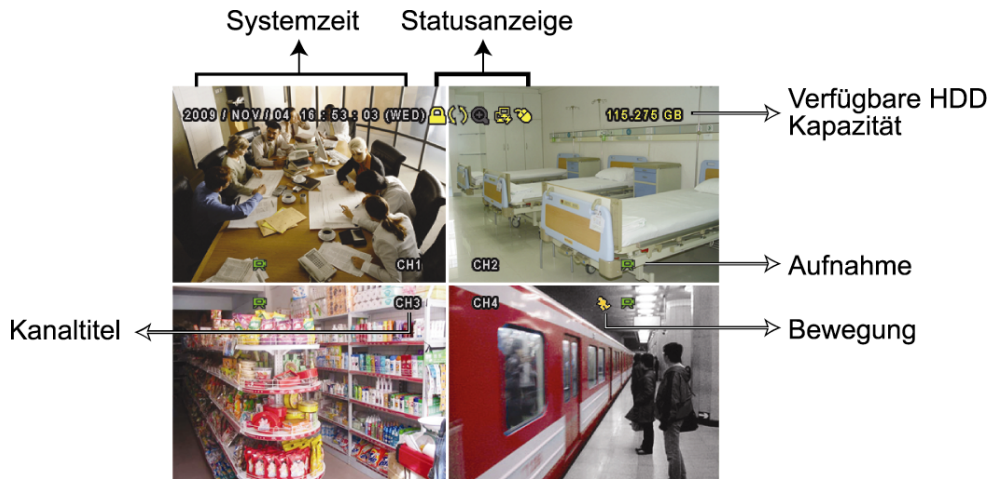 Systemzeit
Statusanzeige
2009 / NOV / 04 16 : 53 : 03 (WED)
115.275 GB
Verfügbare HDD
Kapazität
CH1
CH2
Aufnahme
Kanaltitel
CH3
CH4
Bewegung